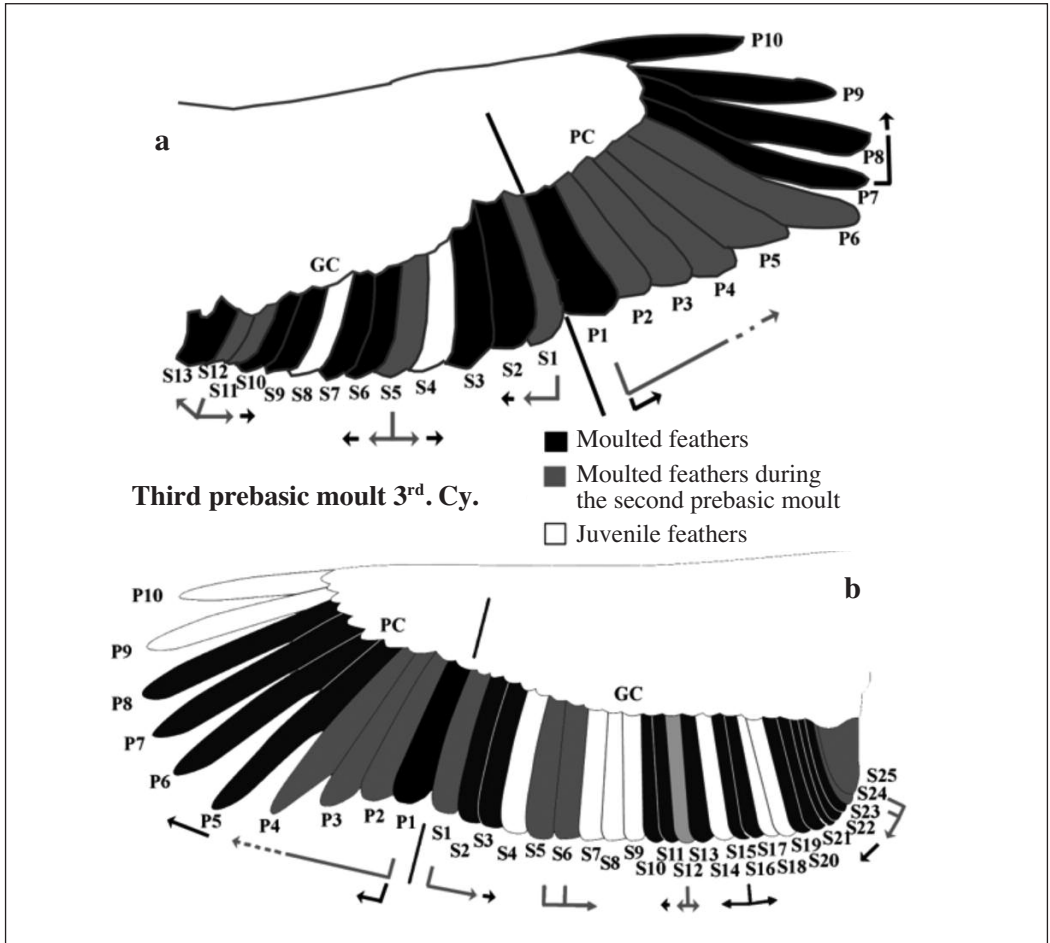 P10
P9
a
PC
P8
P7
P6
P5
GC
P4
P3
P2
P1
S1
S2
S3
S4
S5
S6
S7
S8
S9
S10
S11
S12
S13
Moulted feathers
Moulted feathers during
the second prebasic moult
Third prebasic moult 3rd. Cy.
Juvenile feathers
b
P10
PC
P9
GC
P8
P7
P6
P5
P4
P3
P2
P1
S1
S2
S3
S4
S5
S6
S7
S8
S9
S10
S11
S12
S13
S14
S15
S16
S17
S18
S19
S20
S21
S22
S23
S24
S25